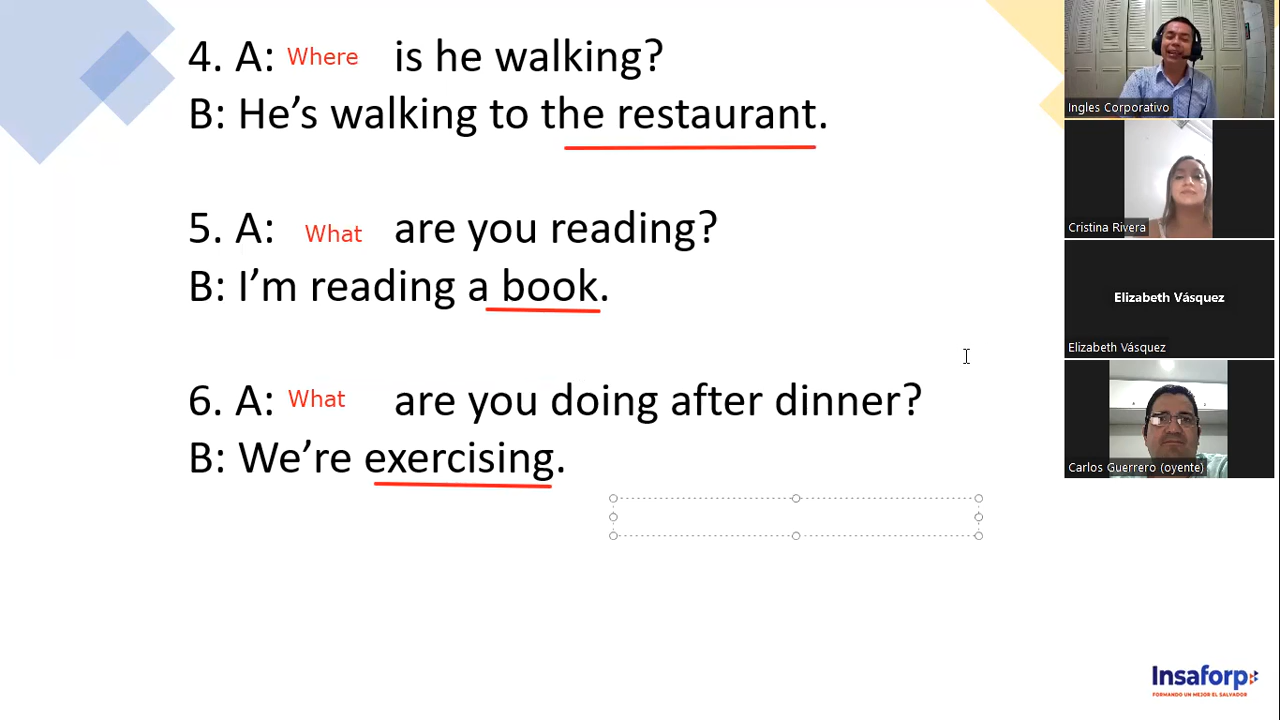 4. A: Where is he walking?
B: He's walking to the restaurant.
5. A: What are you reading?
B: I'm reading a book.
6. A: What are you doing after dinner?
B: We're exercising.
Ingles Corporativo
Cristina Rivera
Elizabeth Vásquez
Elizabeth Vásquez
Carlos Guerrero (oyente)
Insaforp
FORMANDO UN MEJOR EL SALVADOR